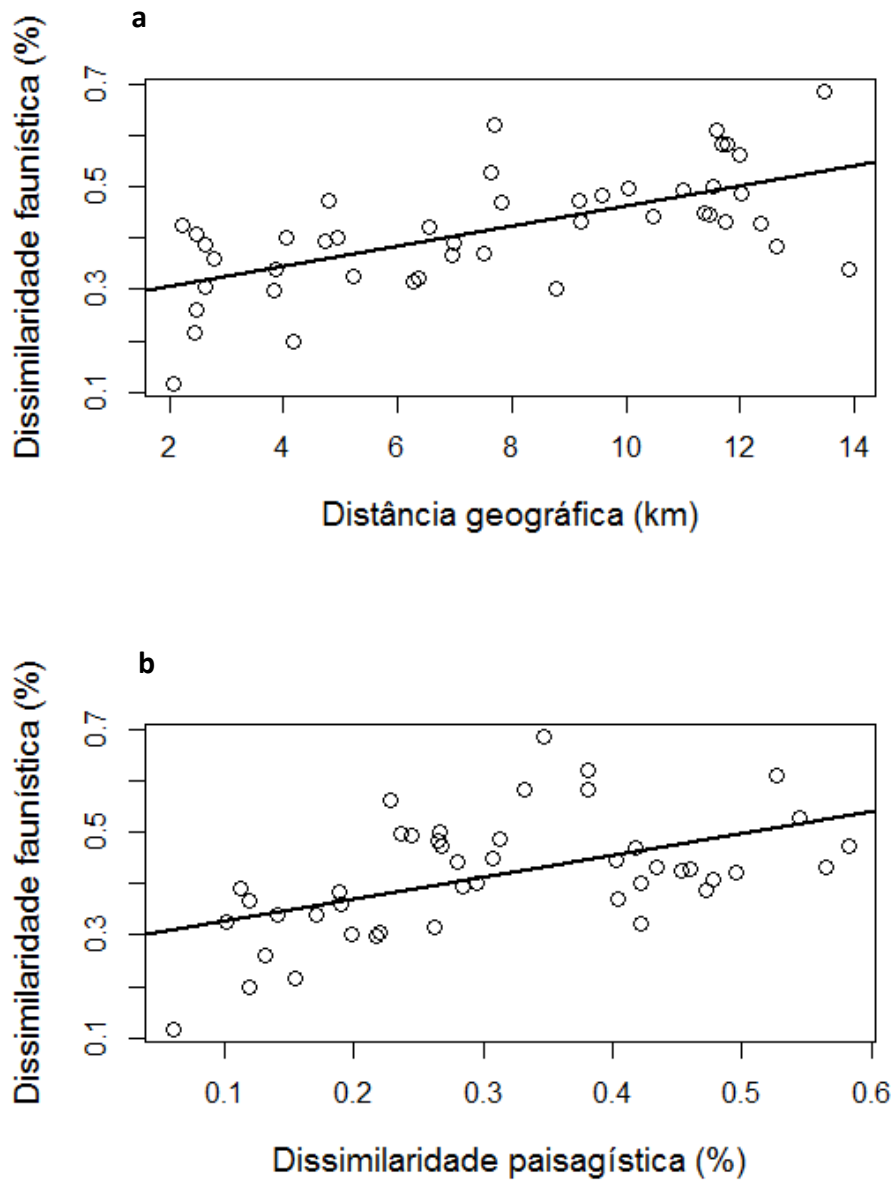 a
Dissimilaridade faunística (%)
0.1 0.3 0.5 0.7
2 4 6 8 10 12 14
Distância geográfica (km)
b
Dissimilaridade faunística (%)
0.1 0.3 0.5 0.7
0.1 0.2 0.3 0.4 0.5 0.6
Dissimilaridade paisagística (%)